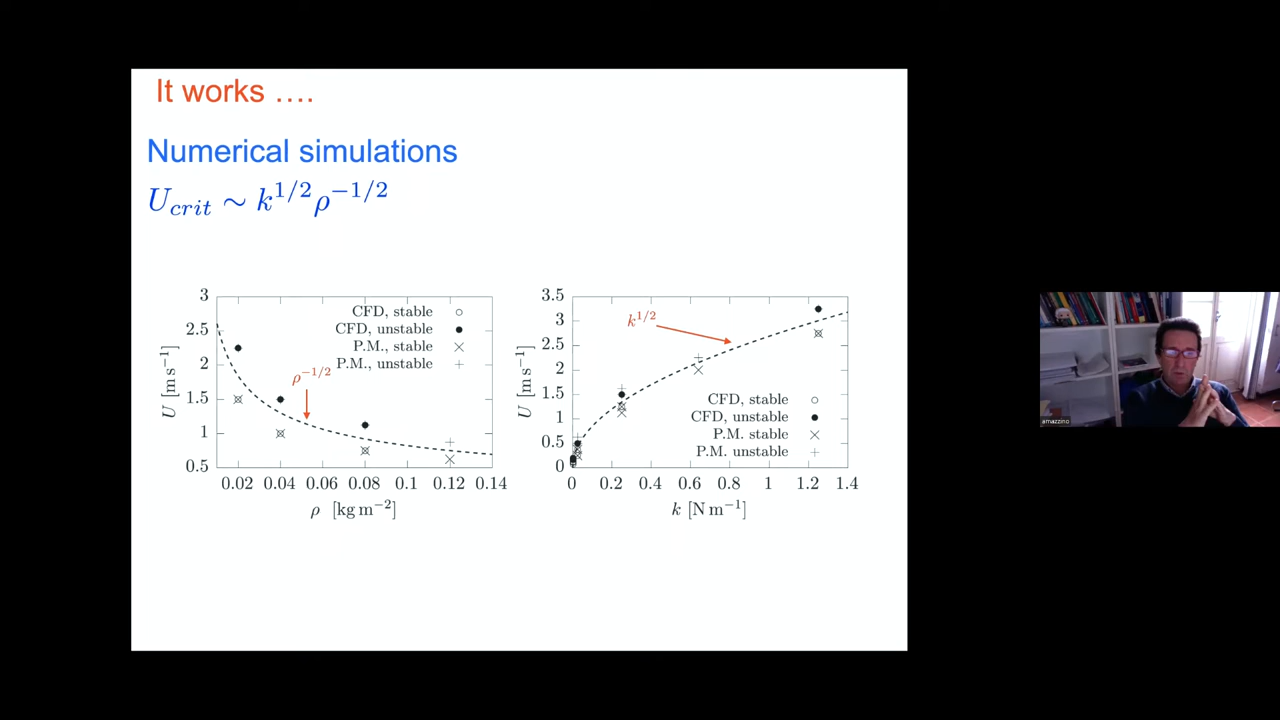 It works ….
Numerical simulations
U_{crit} ∼ k^{1/2}ρ^{−1/2}
3
2.5
2
1.5
1
0.5
U [m s^{−1}]
CFD, stable
CFD, unstable
P.M., stable
P.M., unstable
ρ^{−1/2}
0.02 0.04 0.06 0.08 0.1 0.12 0.14
ρ [kg m^{−2}]
3.5
3
2.5
2
1.5
1
0.5
0
U [m s^{−1}]
k^{1/2}
CFD, stable
CFD, unstable
P.M. stable
P.M. unstable
0 0.2 0.4 0.6 0.8 1 1.2 1.4
k [N m^{−1}]
amazzino